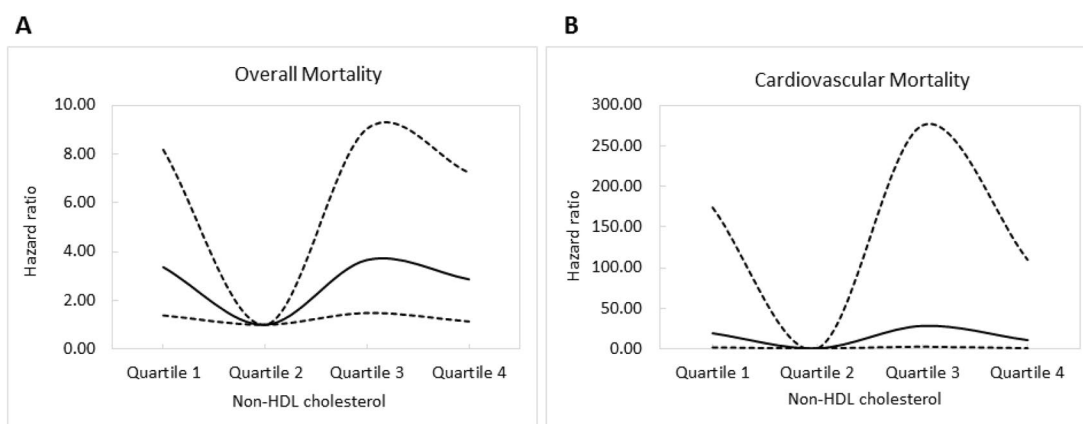 A
Overall Mortality
10.00
8.00
6.00
4.00
2.00
0.00
Hazard ratio
Quartile 1 Quartile 2 Quartile 3 Quartile 4
Non-HDL cholesterol
B
Cardiovascular Mortality
300.00
250.00
200.00
150.00
100.00
50.00
0.00
Hazard ratio
Quartile 1 Quartile 2 Quartile 3 Quartile 4
Non-HDL cholesterol